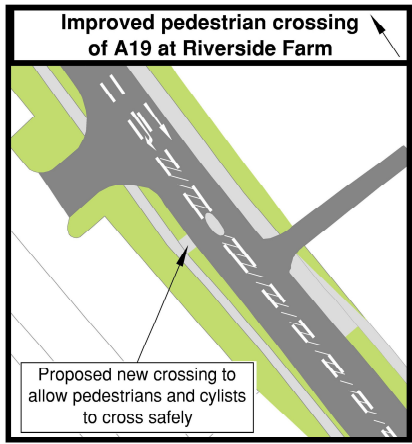 Improved pedestrian crossing
of A19 at Riverside Farm
Proposed new crossing to
allow pedestrians and cylists
to cross safely